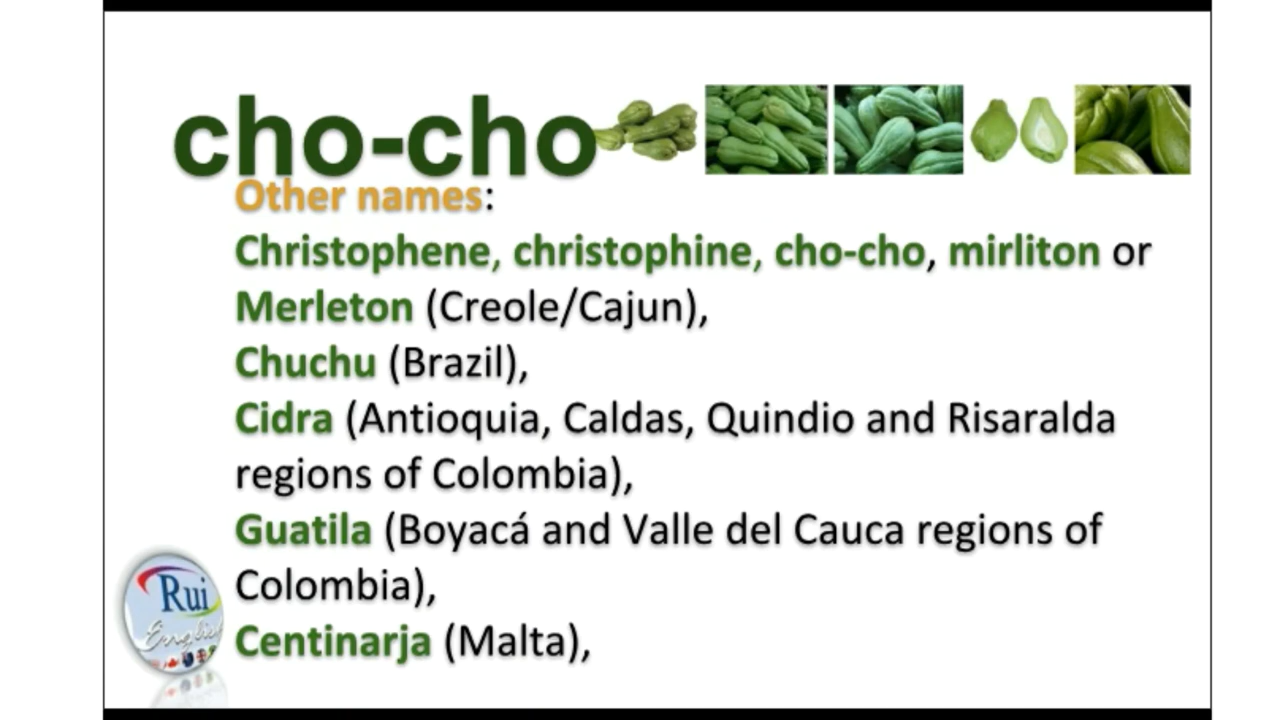 cho-cho
Other names:
Christophene, christophine, cho-cho, mirliton or
Merleton (Creole/Cajun),
Chuchu (Brazil),
Cidra (Antioquia, Caldas, Quindio and Risaralda
regions of Colombia),
Guatila (Boyacá and Valle del Cauca regions of
Colombia),
Centinarja (Malta),
Rui
English